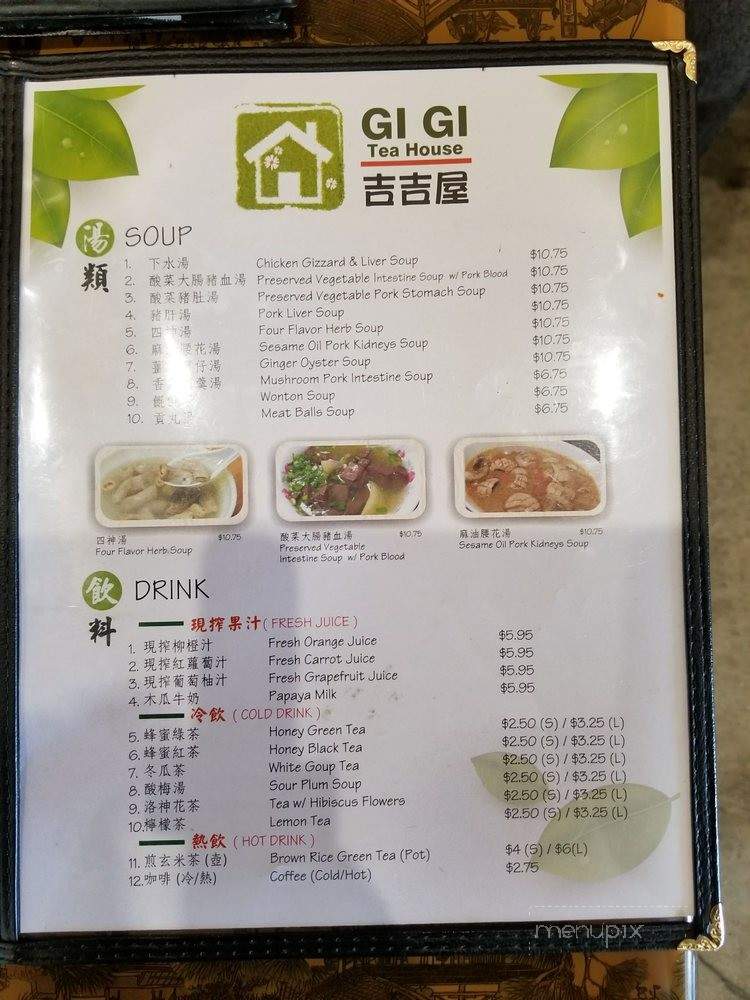 GI GI
Tea House
吉吉屋
湯類 SOUP
1. 下水湯 Chicken Gizzard & Liver Soup $10.75
2. 酸菜大腸豬血湯 Preserved Vegetable Intestine Soup w/ Pork Blood $10.75
3. 酸菜豬肚湯 Preserved Vegetable Pork Stomach Soup $10.75
4. 豬肝湯 Pork Liver Soup $10.75
5. 四神湯 Four Flavor Herb Soup $10.75
6. 麻油腰花湯 Sesame Oil Pork Kidneys Soup $10.75
7. Ginger Oyster Soup $10.75
8. Mushroom Pork Intestine Soup $6.75
9. Wonton Soup $6.75
10. 貢丸湯 Meat Balls Soup $6.75
四神湯 $10.75
Four Flavor Herb Soup
酸菜大腸豬血湯 $10.75
Preserved Vegetable
Intestine Soup w/ Pork Blood
麻油腰花湯 $10.75
Sesame Oil Pork Kidneys Soup
飲料 DRINK
現搾果汁 ( FRESH JUICE )
1. 現搾柳橙汁 Fresh Orange Juice $5.95
2. 現搾紅蘿蔔汁 Fresh Carrot Juice $5.95
3. 現搾葡萄柚汁 Fresh Grapefruit Juice $5.95
4. 木瓜牛奶 Papaya Milk $5.95
冷飲 ( COLD DRINK )
5. 蜂蜜綠茶 Honey Green Tea $2.50 (S) / $3.25 (L)
6. 蜂蜜紅茶 Honey Black Tea $2.50 (S) / $3.25 (L)
7. 冬瓜茶 White Goup Tea $2.50 (S) / $3.25 (L)
8. 酸梅湯 Sour Plum Soup $2.50 (S) / $3.25 (L)
9. 洛神花茶 Tea w/ Hibiscus Flowers $2.50 (S) / $3.25 (L)
10. 檸檬茶 Lemon Tea $2.50 (S) / $3.25 (L)
熱飲 ( HOT DRINK )
11. 煎玄米茶 (壺) Brown Rice Green Tea (Pot) $4 (S) / $6(L)
12. 咖啡 (冷/熱) Coffee (Cold/Hot) $2.75
menupix